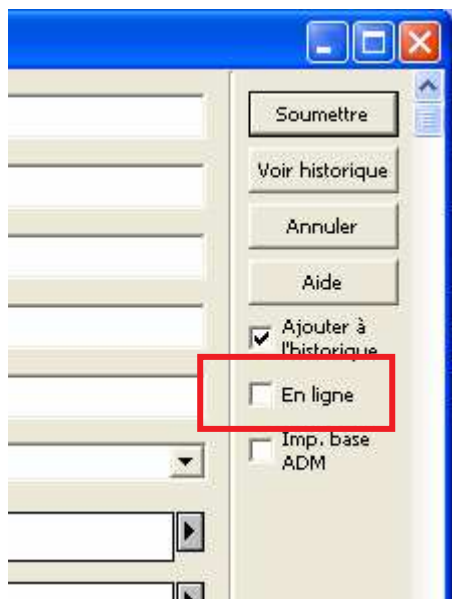 Soumettre
Voir historique
Annuler
Aide
Ajouter à
l'historique
En ligne
Imp. base
ADM